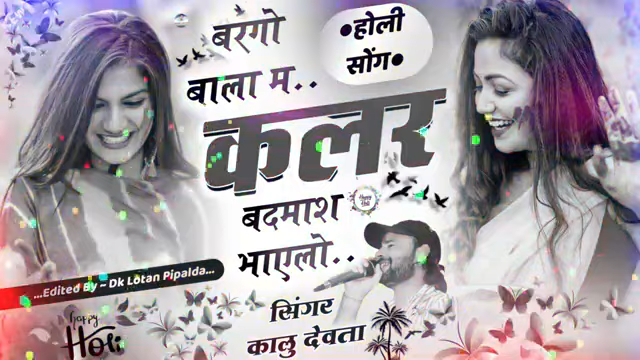 बरगो
बाला म..
•होली
सोंग•
कलर
बदमाश
भाएलो..
...Edited By ~ Dk Lotan Pipalda...
happy
Holi
सिंगर
कालु देवता